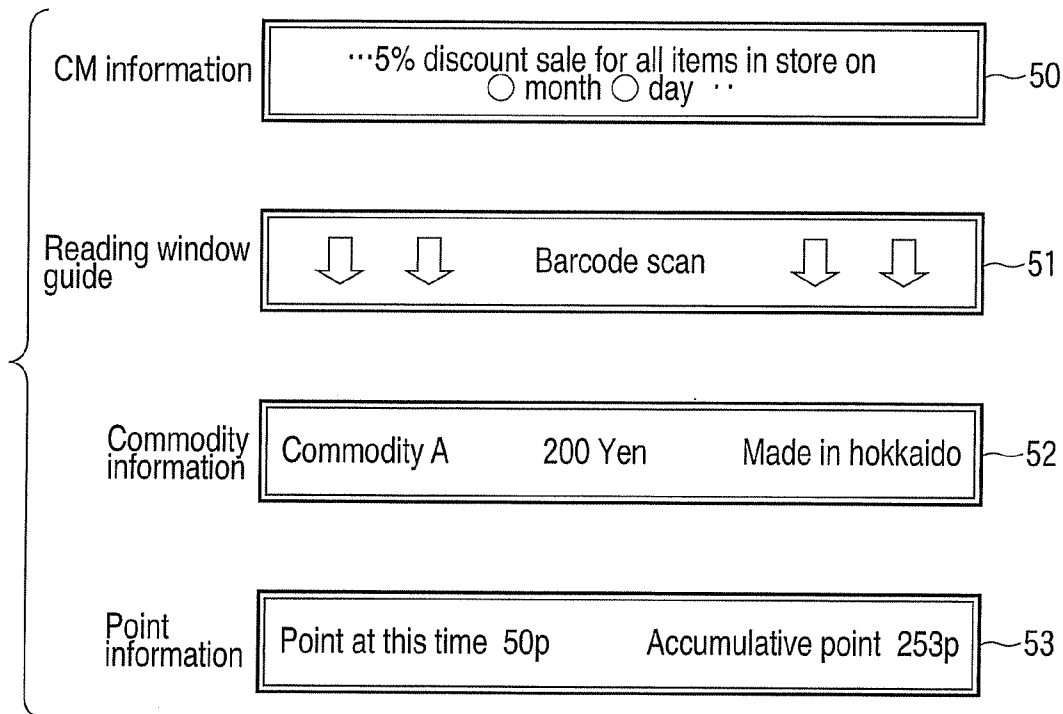 CM information
…5% discount sale for all items in store on
○ month ○ day ‥
50
Reading window
guide
Barcode scan
51
Commodity
information
Commodity A 200 Yen Made in hokkaido
52
Point
information
Point at this time 50p Accumulative point 253p
53